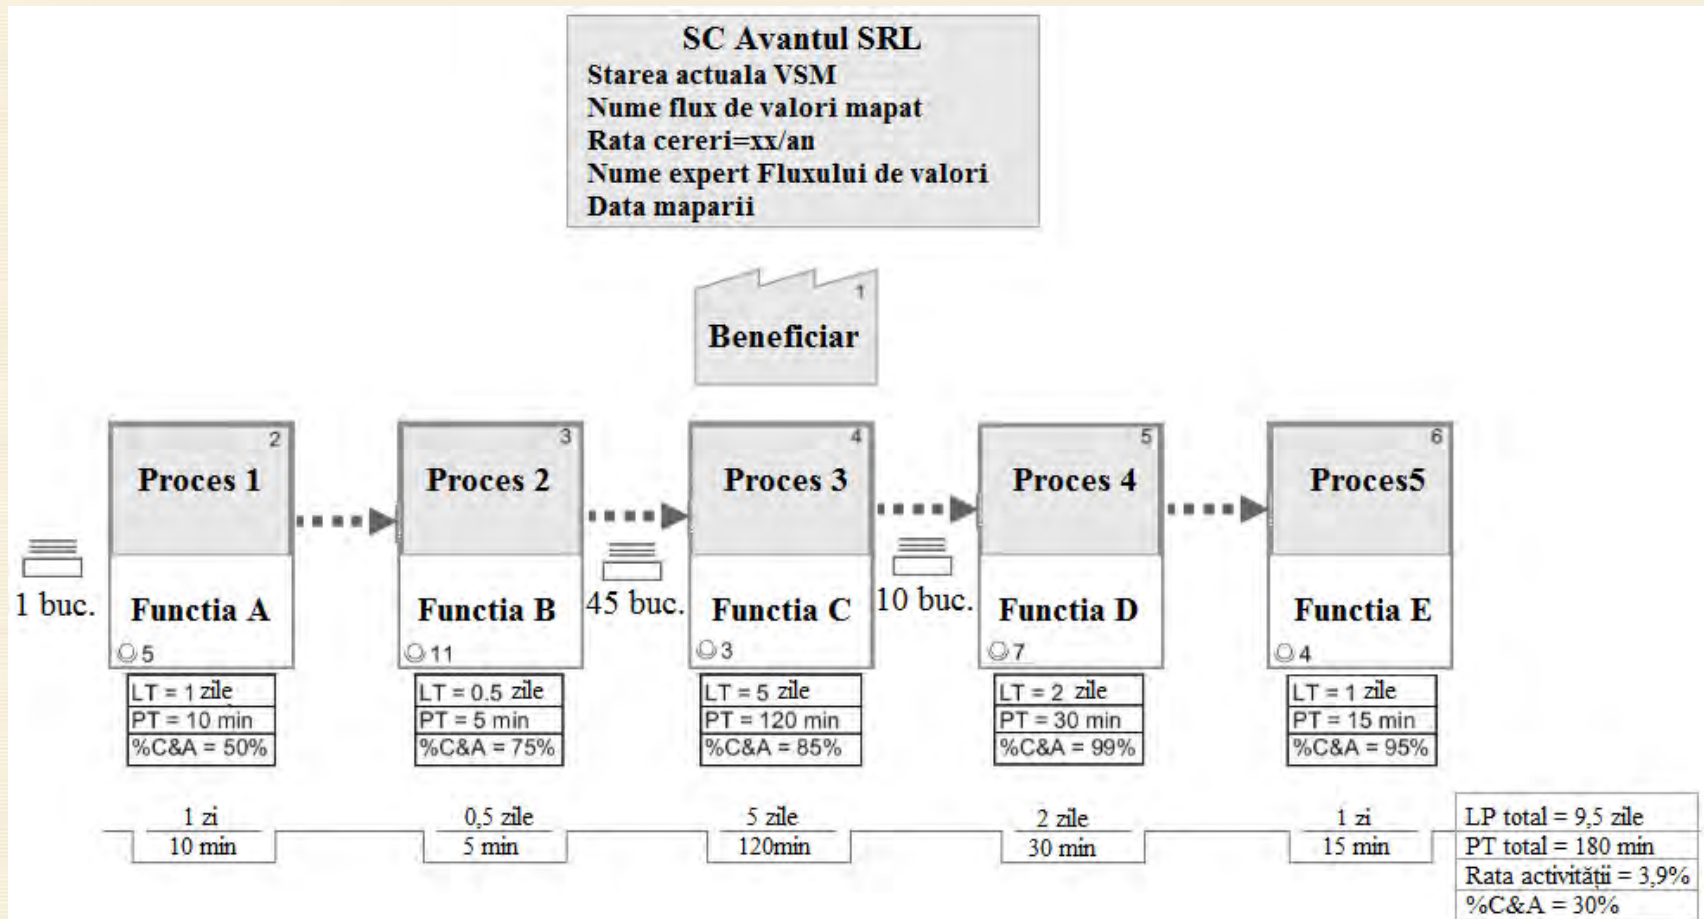 SC Avantul SRL
Starea actuala VSM
Nume flux de valori mapat
Rata cereri=xx/an
Nume expert Fluxului de valori
Data maparii
1
Beneficiar
2
Proces 1
Functia A
5
3
Proces 2
Functia B
11
4
Proces 3
Functia C
3
5
Proces 4
Functia D
7
6
Proces5
Functia E
4
1 buc.
45 buc.
10 buc.
LT = 1 zile
PT = 10 min
%C&A = 50%
LT = 0.5 zile
PT = 5 min
%C&A = 75%
LT = 5 zile
PT = 120 min
%C&A = 85%
LT = 2 zile
PT = 30 min
%C&A = 99%
LT = 1 zile
PT = 15 min
%C&A = 95%
1 zi
10 min
0,5 zile
5 min
5 zile
120min
2 zile
30 min
1 zi
15 min
LP total = 9,5 zile
PT total = 180 min
Rata activității = 3,9%
%C&A = 30%